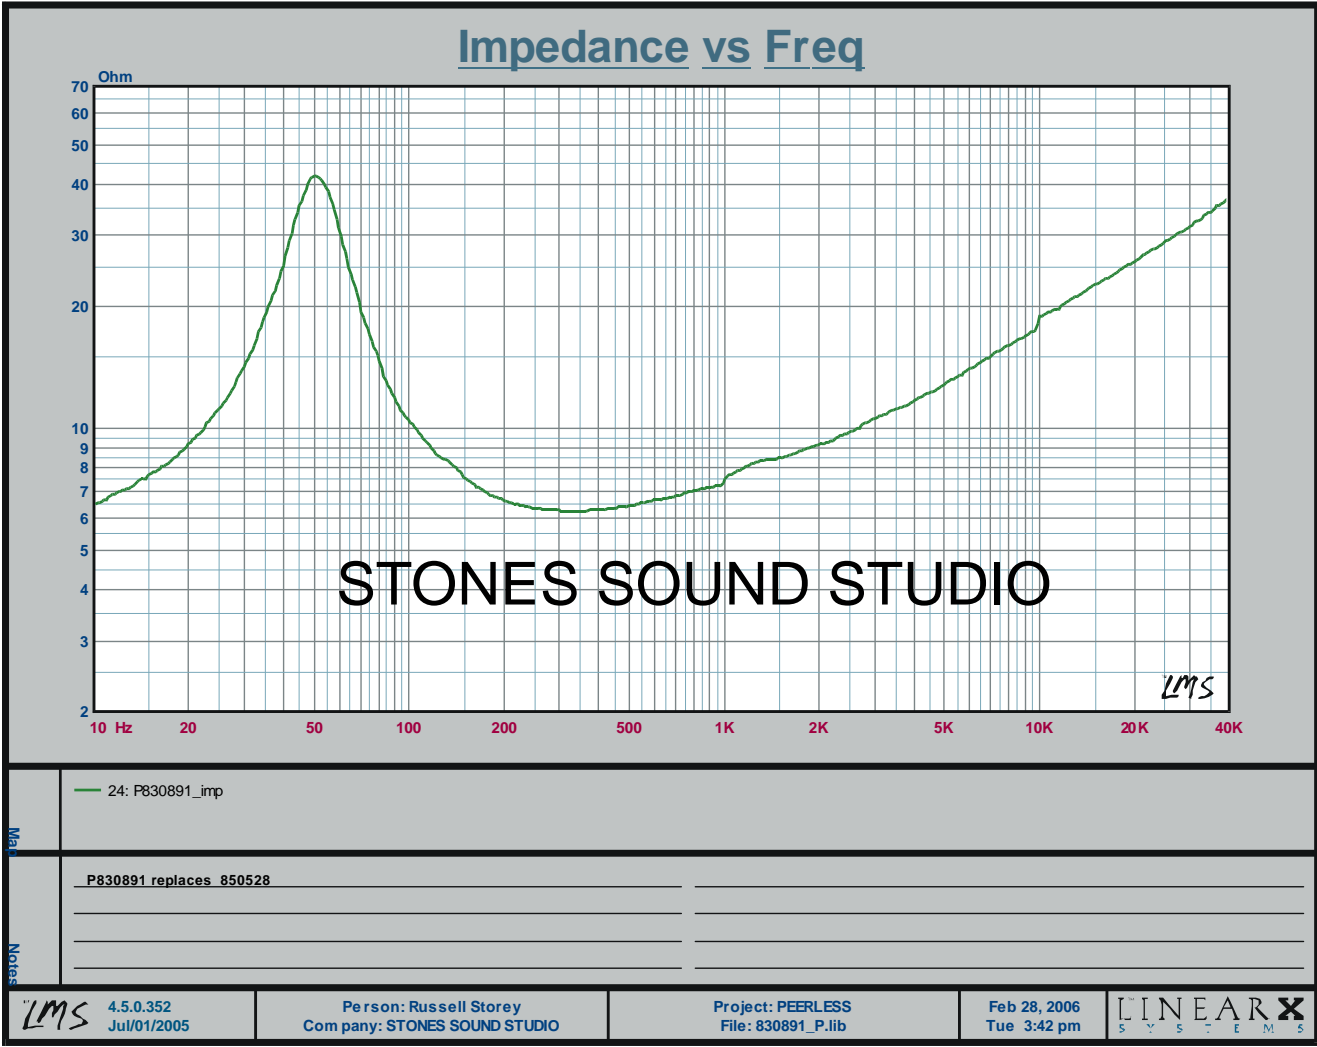 Impedance vs Freq
Ohm
70
60
50
40
30
20
10
9
8
7
6
5
4
3
2
STONES SOUND STUDIO
LMS
10 Hz 20 50 100 200 500 1K 2K 5K 10K 20K 40K
Map
24: P830891_imp
Notes
P830891 replaces 850528
LMS
4.5.0.352
Jul/01/2005
Person: Russell Storey
Company: STONES SOUND STUDIO
Project: PEERLESS
File: 830891_P.lib
Feb 28, 2006
Tue 3:42 pm
LINEARX
SYSTEMS